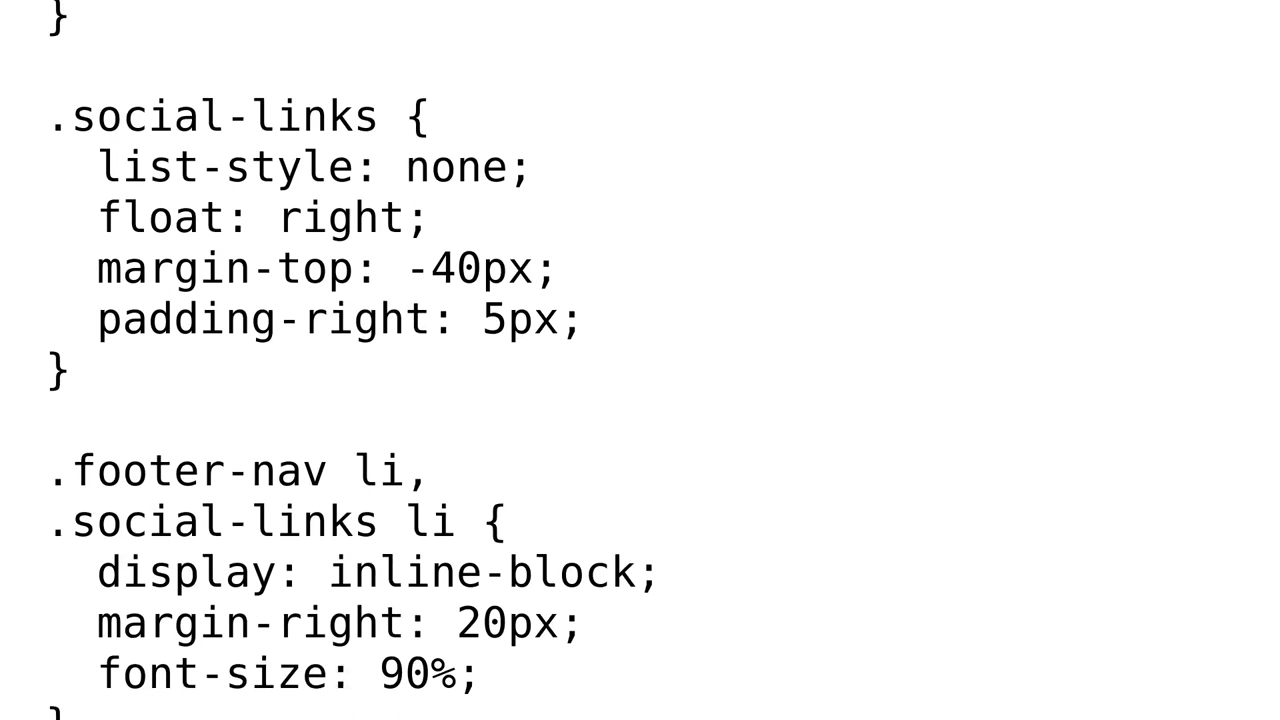 }

.social-links {
  list-style: none;
  float: right;
  margin-top: -40px;
  padding-right: 5px;
}

.footer-nav li,
.social-links li {
  display: inline-block;
  margin-right: 20px;
  font-size: 90%;
}